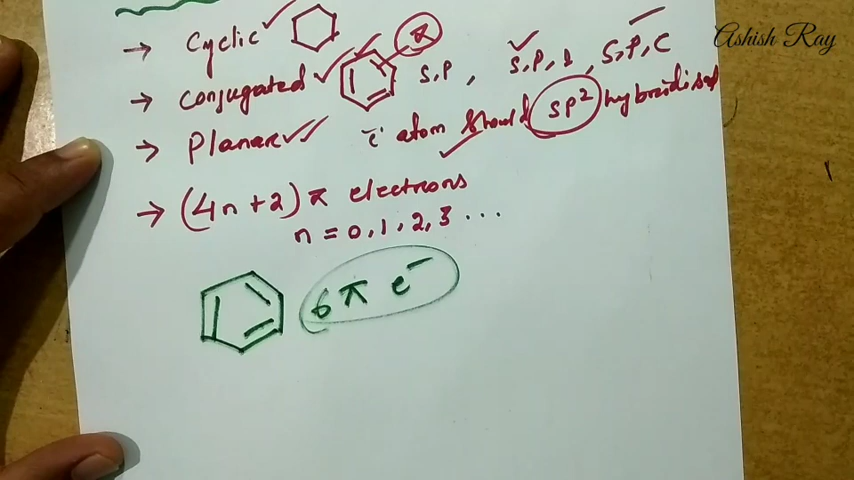 Ashish Ray
→ Cyclic
→ Conjugated π S,P, S,P,S, S,P,C
→ Planar c atom should sp² hybridised
→ (4n+2) π electrons
n = 0,1,2,3 ...
6 π e⁻